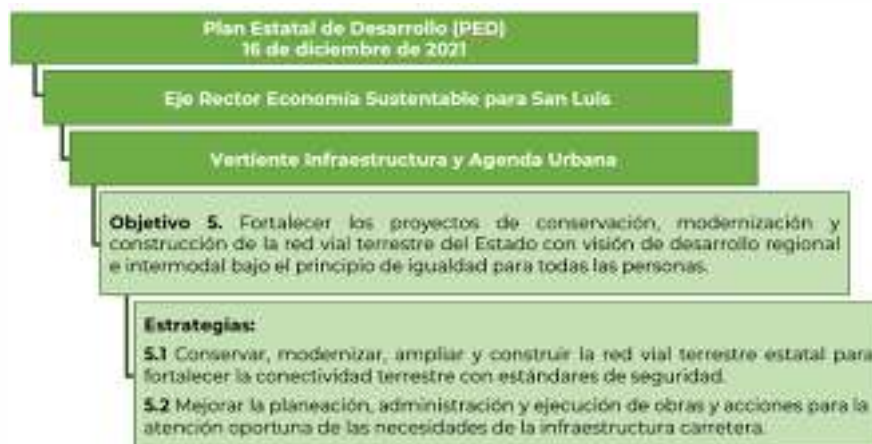 Plan Estatal de Desarrollo (PED)
16 de diciembre de 2021
Eje Rector Economía Sustentable para San Luis
Vertiente Infraestructura y Agenda Urbana
Objetivo 5. Fortalecer los proyectos de conservación, modernización y
construcción de la red vial terrestre del Estado con visión de desarrollo regional
e intermodal bajo el principio de igualdad para todas las personas.
Estrategias:
5.1 Conservar, modernizar, ampliar y construir la red vial terrestre estatal para
fortalecer la conectividad terrestre con estándares de seguridad.
5.2 Mejorar la planeación, administración y ejecución de obras y acciones para la
atención oportuna de las necesidades de la infraestructura carretera.